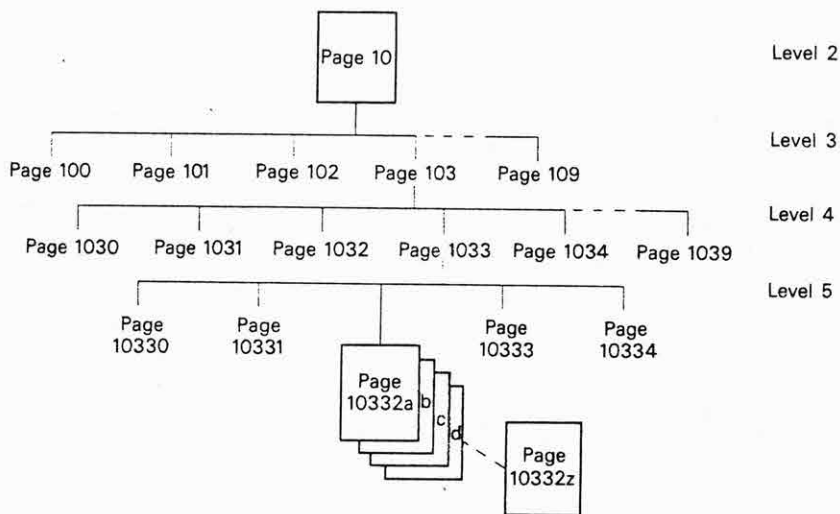 Page 10
Level 2
Level 3
Page 100 Page 101 Page 102 Page 103 Page 109
Level 4
Page 1030 Page 1031 Page 1032 Page 1033 Page 1034 Page 1039
Level 5
Page
10330
Page
10331
Page
10333
Page
10334
Page
10332a
b
c
d
Page
10332z